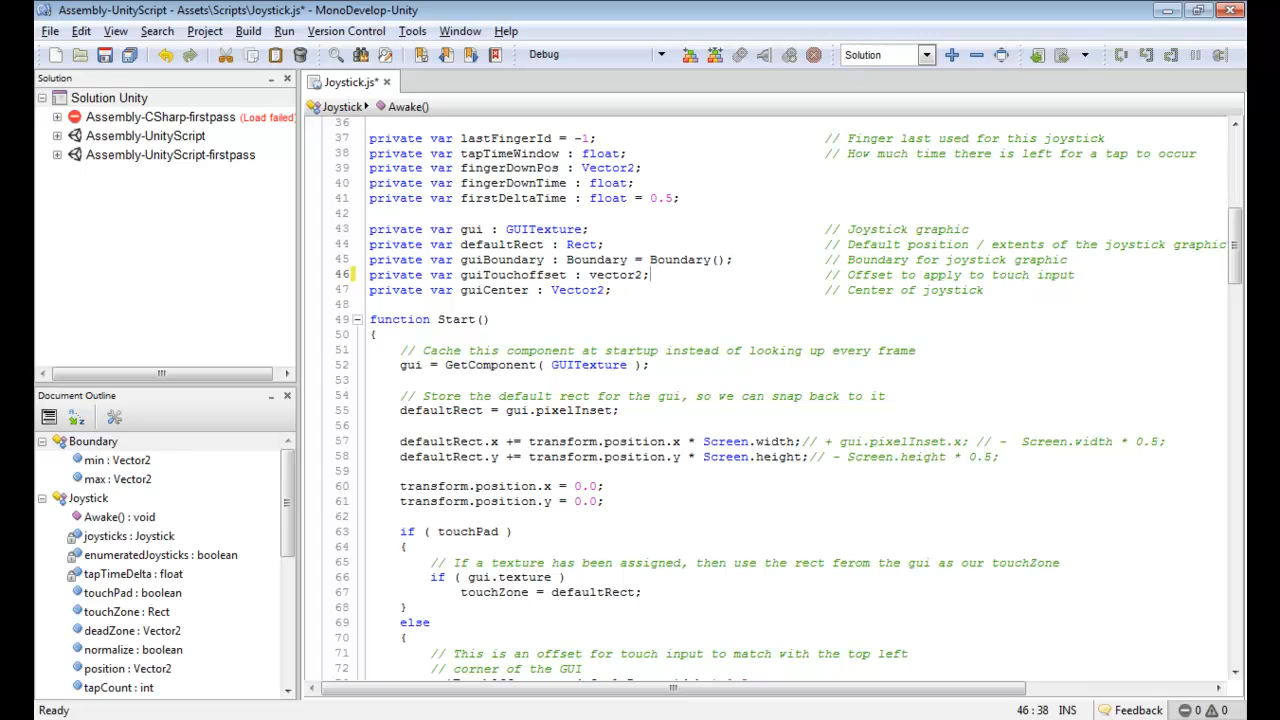 Assembly-UnityScript - Assets\Scripts\Joystick.js* - MonoDevelop-Unity
File Edit View Search Project Build Run Version Control Tools Window Help
Debug
Solution
Solution
Solution Unity
Assembly-CSharp-firstpass (Load failed)
Assembly-UnityScript
Assembly-UnityScript-firstpass
Document Outline
Boundary
min : Vector2
max : Vector2
Joystick
Awake() : void
joysticks : Joystick
enumeratedJoysticks : boolean
tapTimeDelta : float
touchPad : boolean
touchZone : Rect
deadZone : Vector2
normalize : boolean
position : Vector2
tapCount : int
Joystick.js*
Joystick Awake()
36
37 private var lastFingerId = -1; // Finger last used for this joystick
38 private var tapTimeWindow : float; // How much time there is left for a tap to occur
39 private var fingerDownPos : Vector2;
40 private var fingerDownTime : float;
41 private var firstDeltaTime : float = 0.5;
42
43 private var gui : GUITexture; // Joystick graphic
44 private var defaultRect : Rect; // Default position / extents of the joystick graphic
45 private var guiBoundary : Boundary = Boundary(); // Boundary for joystick graphic
46 private var guiTouchoffset : vector2; // Offset to apply to touch input
47 private var guiCenter : Vector2; // Center of joystick
48
49 function Start()
50 {
51 // Cache this component at startup instead of looking up every frame
52 gui = GetComponent( GUITexture );
53
54 // Store the default rect for the gui, so we can snap back to it
55 defaultRect = gui.pixelInset;
56
57 defaultRect.x += transform.position.x * Screen.width;// + gui.pixelInset.x; // - Screen.width * 0.5;
58 defaultRect.y += transform.position.y * Screen.height;// - Screen.height * 0.5;
59
60 transform.position.x = 0.0;
61 transform.position.y = 0.0;
62
63 if ( touchPad )
64 {
65 // If a texture has been assigned, then use the rect ferom the gui as our touchZone
66 if ( gui.texture )
67 touchZone = defaultRect;
68 }
69 else
70 {
71 // This is an offset for touch input to match with the top left
72 // corner of the GUI
Ready
46 : 38 INS Feedback 0 0